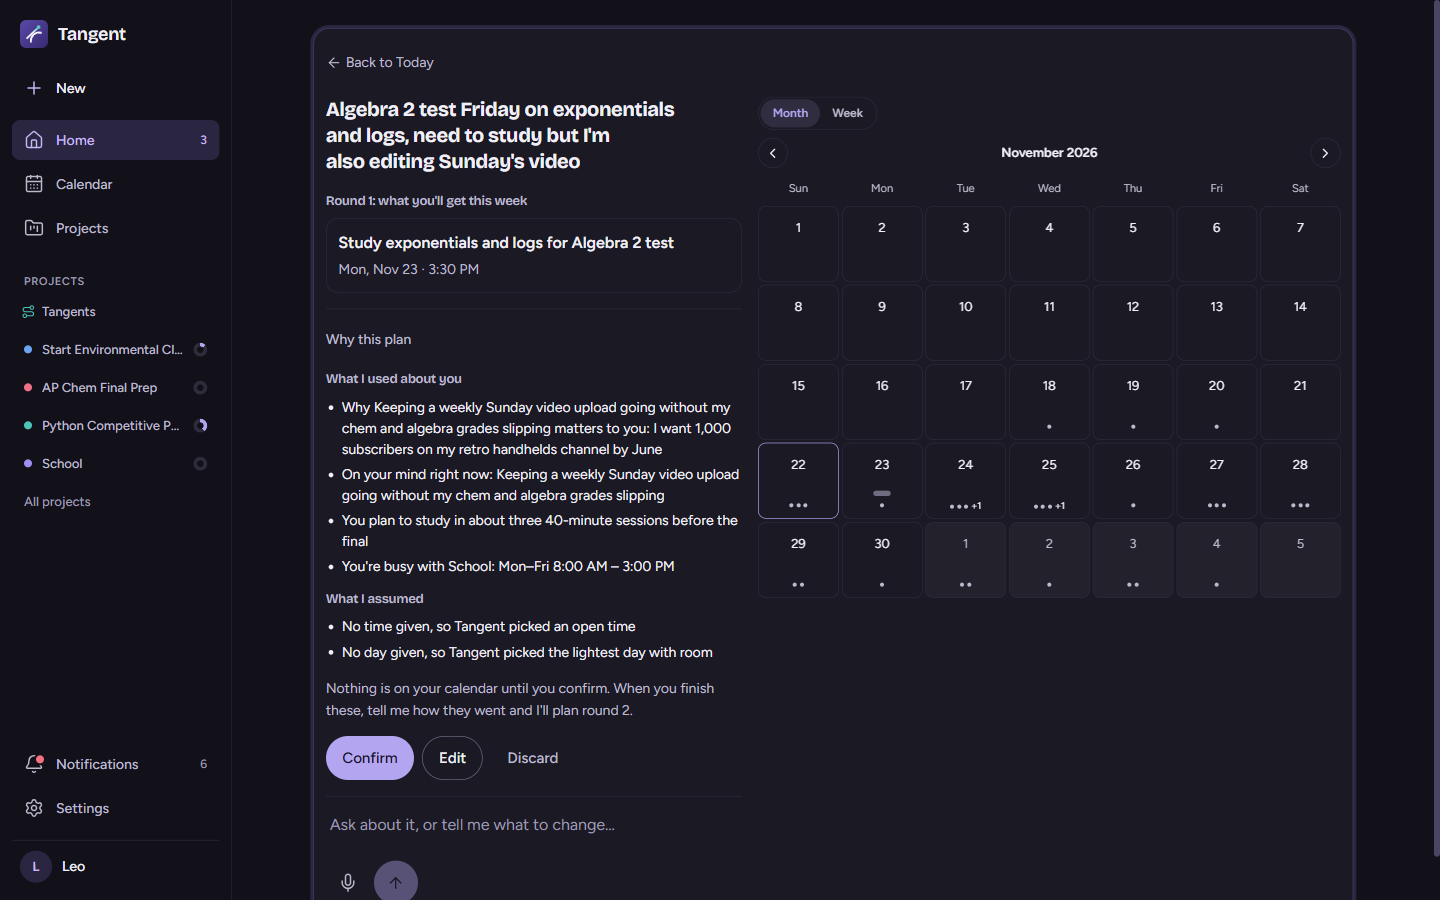 Tangent
New
Home 3
Calendar
Projects
PROJECTS
Tangents
Start Environmental Cl...
AP Chem Final Prep
Python Competitive P...
School
All projects
Notifications 6
Settings
L Leo
← Back to Today
Algebra 2 test Friday on exponentials
and logs, need to study but I'm
also editing Sunday's video
Round 1: what you'll get this week
Study exponentials and logs for Algebra 2 test
Mon, Nov 23 · 3:30 PM
Why this plan
What I used about you
• Why Keeping a weekly Sunday video upload going without my
chem and algebra grades slipping matters to you: I want 1,000
subscribers on my retro handhelds channel by June
• On your mind right now: Keeping a weekly Sunday video upload
going without my chem and algebra grades slipping
• You plan to study in about three 40-minute sessions before the
final
• You're busy with School: Mon–Fri 8:00 AM – 3:00 PM
What I assumed
• No time given, so Tangent picked an open time
• No day given, so Tangent picked the lightest day with room
Nothing is on your calendar until you confirm. When you finish
these, tell me how they went and I'll plan round 2.
Confirm Edit Discard
Ask about it, or tell me what to change...
Month Week
November 2026
Sun Mon Tue Wed Thu Fri Sat
1 2 3 4 5 6 7
8 9 10 11 12 13 14
15 16 17 18 19 20 21
22 23 24 25 26 27 28
+1 +1
29 30 1 2 3 4 5